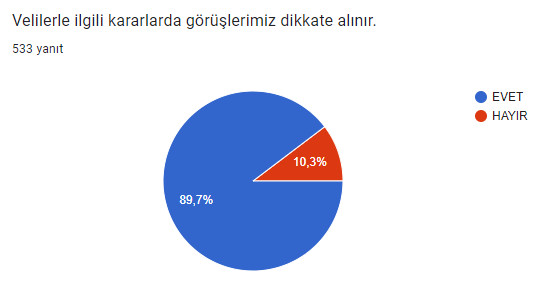 Velilerle ilgili kararlarda görüşlerimiz dikkate alınır.
533 yanıt
EVET
HAYIR
10,3%
89,7%